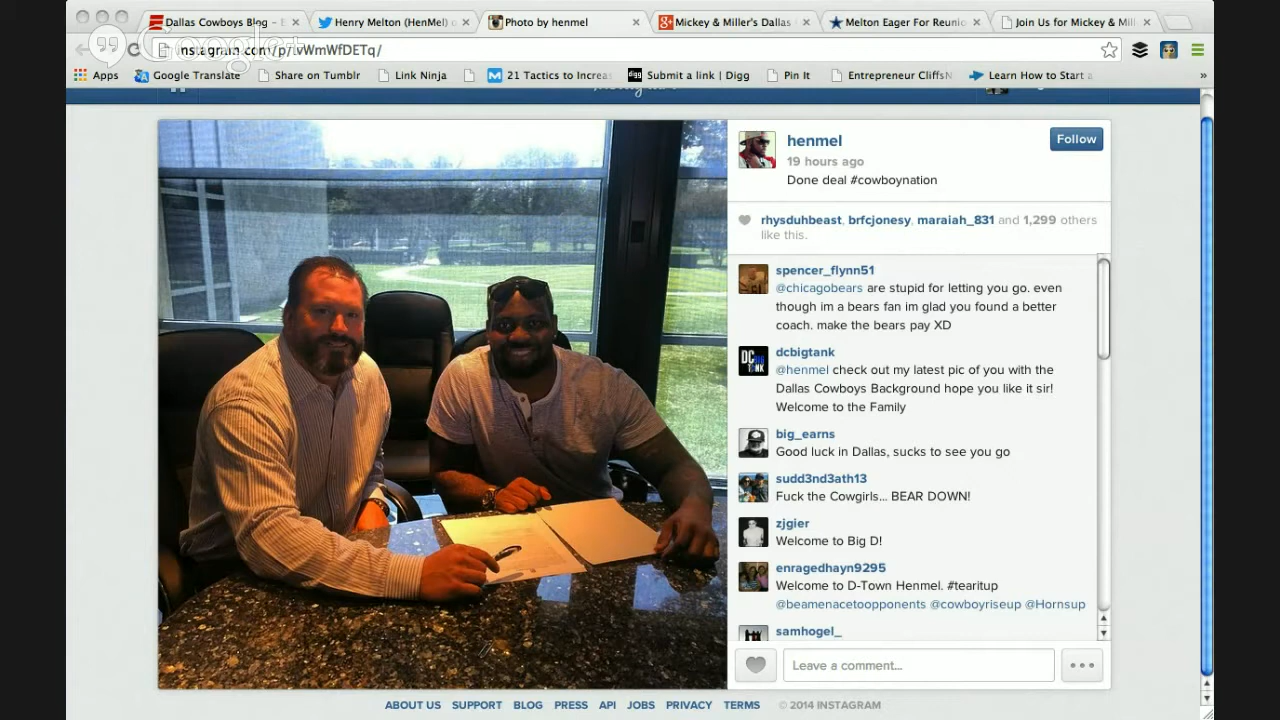 Dallas Cowboys Blog – E
Henry Melton (HenMel) o
Photo by henmel
Mickey & Miller's Dallas
Melton Eager For Reunio
Join Us for Mickey & Mil
Google+
instagram.com/p/
Apps
Google Translate
Share on Tumblr
Link Ninja
21 Tactics to Increas
Submit a link | Digg
Pin It
Entrepreneur CliffsN
Learn How to Start a
»
henmel
Follow
19 hours ago
Done deal #cowboynation
rhysduhbeast, brfcjonesy, maraiah_831 and 1,299 others
like this.
spencer_flynn51
@chicagobears are stupid for letting you go. even
though im a bears fan im glad you found a better
coach. make the bears pay XD
dcbigtank
@henmel check out my latest pic of you with the
Dallas Cowboys Background hope you like it sir!
Welcome to the Family
big_earns
Good luck in Dallas, sucks to see you go
sudd3nd3ath13
Fuck the Cowgirls... BEAR DOWN!
zjgier
Welcome to Big D!
enragedhayn9295
Welcome to D-Town Henmel. #tearitup
@beamenacetoopponents @cowboyriseup @Hornsup
samhogel_
Leave a comment...
ABOUT US SUPPORT BLOG PRESS API JOBS PRIVACY TERMS © 2014 INSTAGRAM